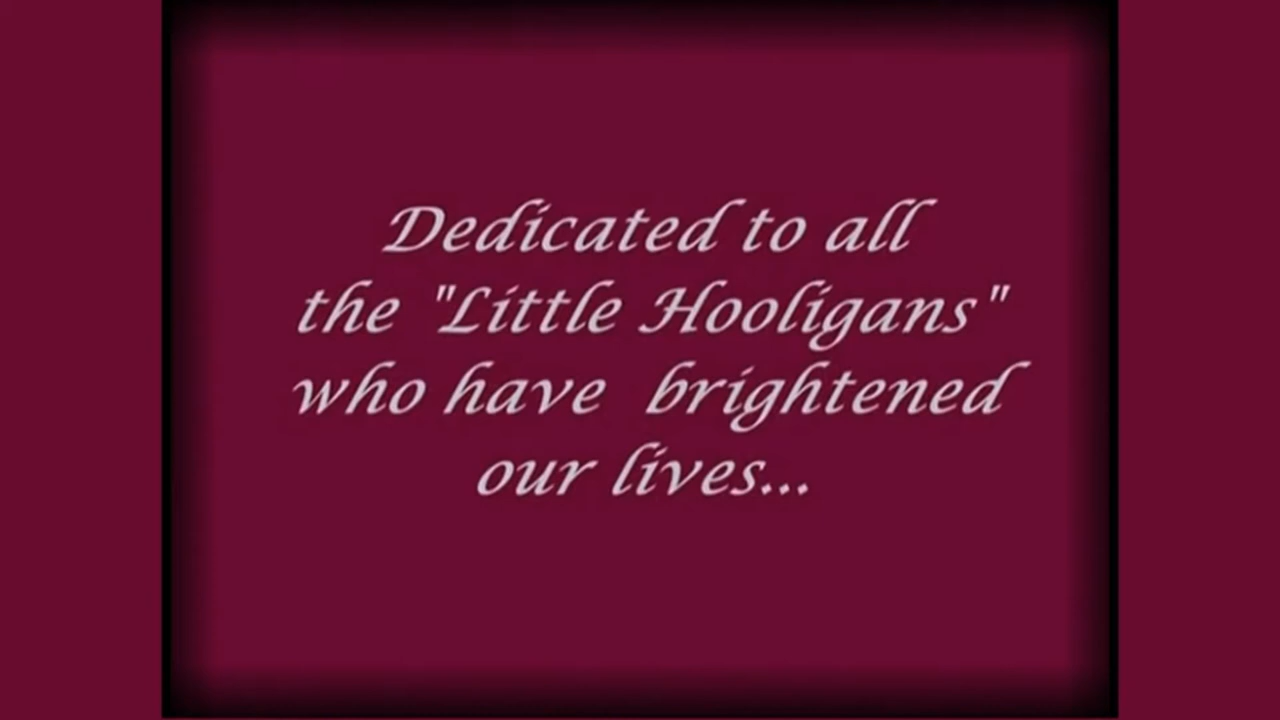 Dedicated to all
the "Little Hooligans"
who have brightened
our lives...